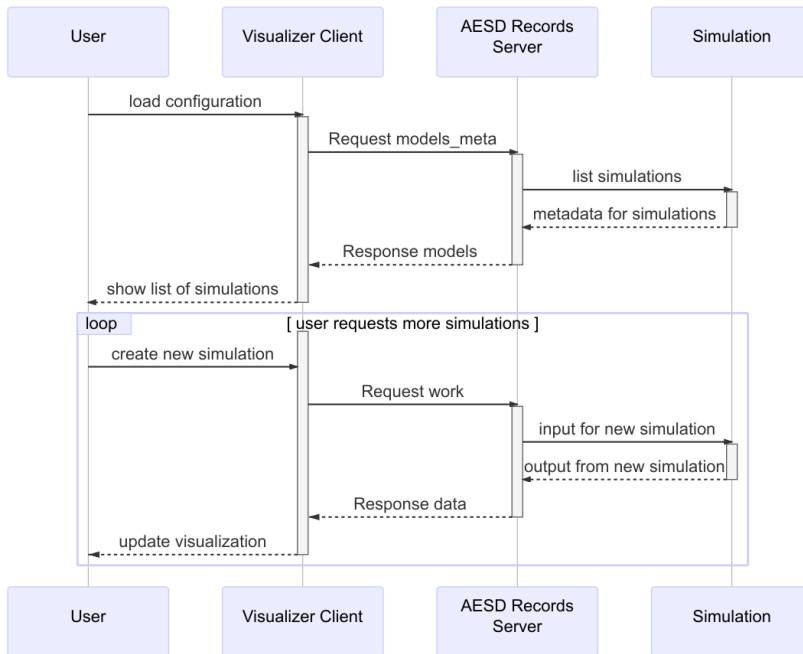 User
Visualizer Client
AESD Records
Server
Simulation
load configuration
Request models_meta
list simulations
metadata for simulations
Response models
show list of simulations
loop
[ user requests more simulations ]
create new simulation
Request work
input for new simulation
output from new simulation
Response data
update visualization
User
Visualizer Client
AESD Records
Server
Simulation